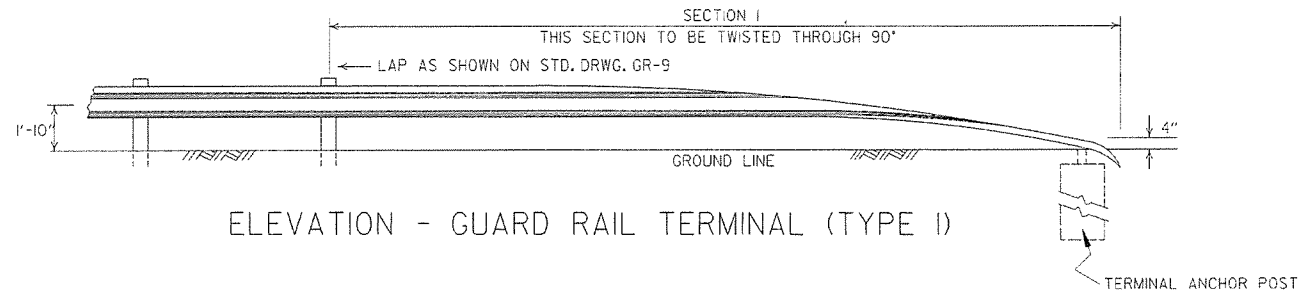 SECTION I
THIS SECTION TO BE TWISTED THROUGH 90°
LAP AS SHOWN ON STD. DRWG. GR-9
1'-10"
4"
GROUND LINE
ELEVATION - GUARD RAIL TERMINAL (TYPE I)
TERMINAL ANCHOR POST